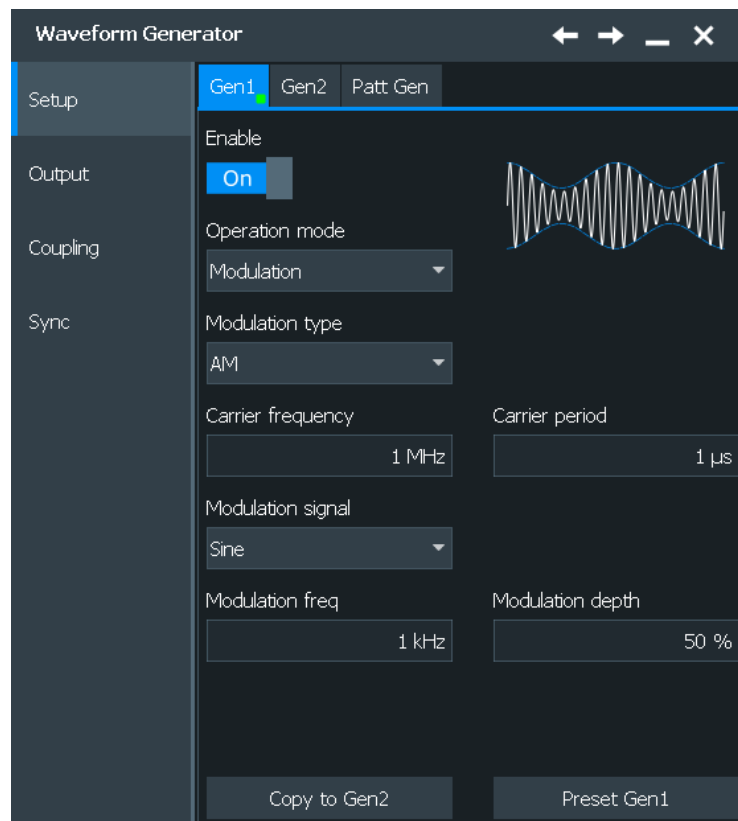 Waveform Generator
Setup
Output
Coupling
Sync
Gen1 Gen2 Patt Gen
Enable
On
Operation mode
Modulation
Modulation type
AM
Carrier frequency Carrier period
1 MHz 1 µs
Modulation signal
Sine
Modulation freq Modulation depth
1 kHz 50 %
Copy to Gen2 Preset Gen1